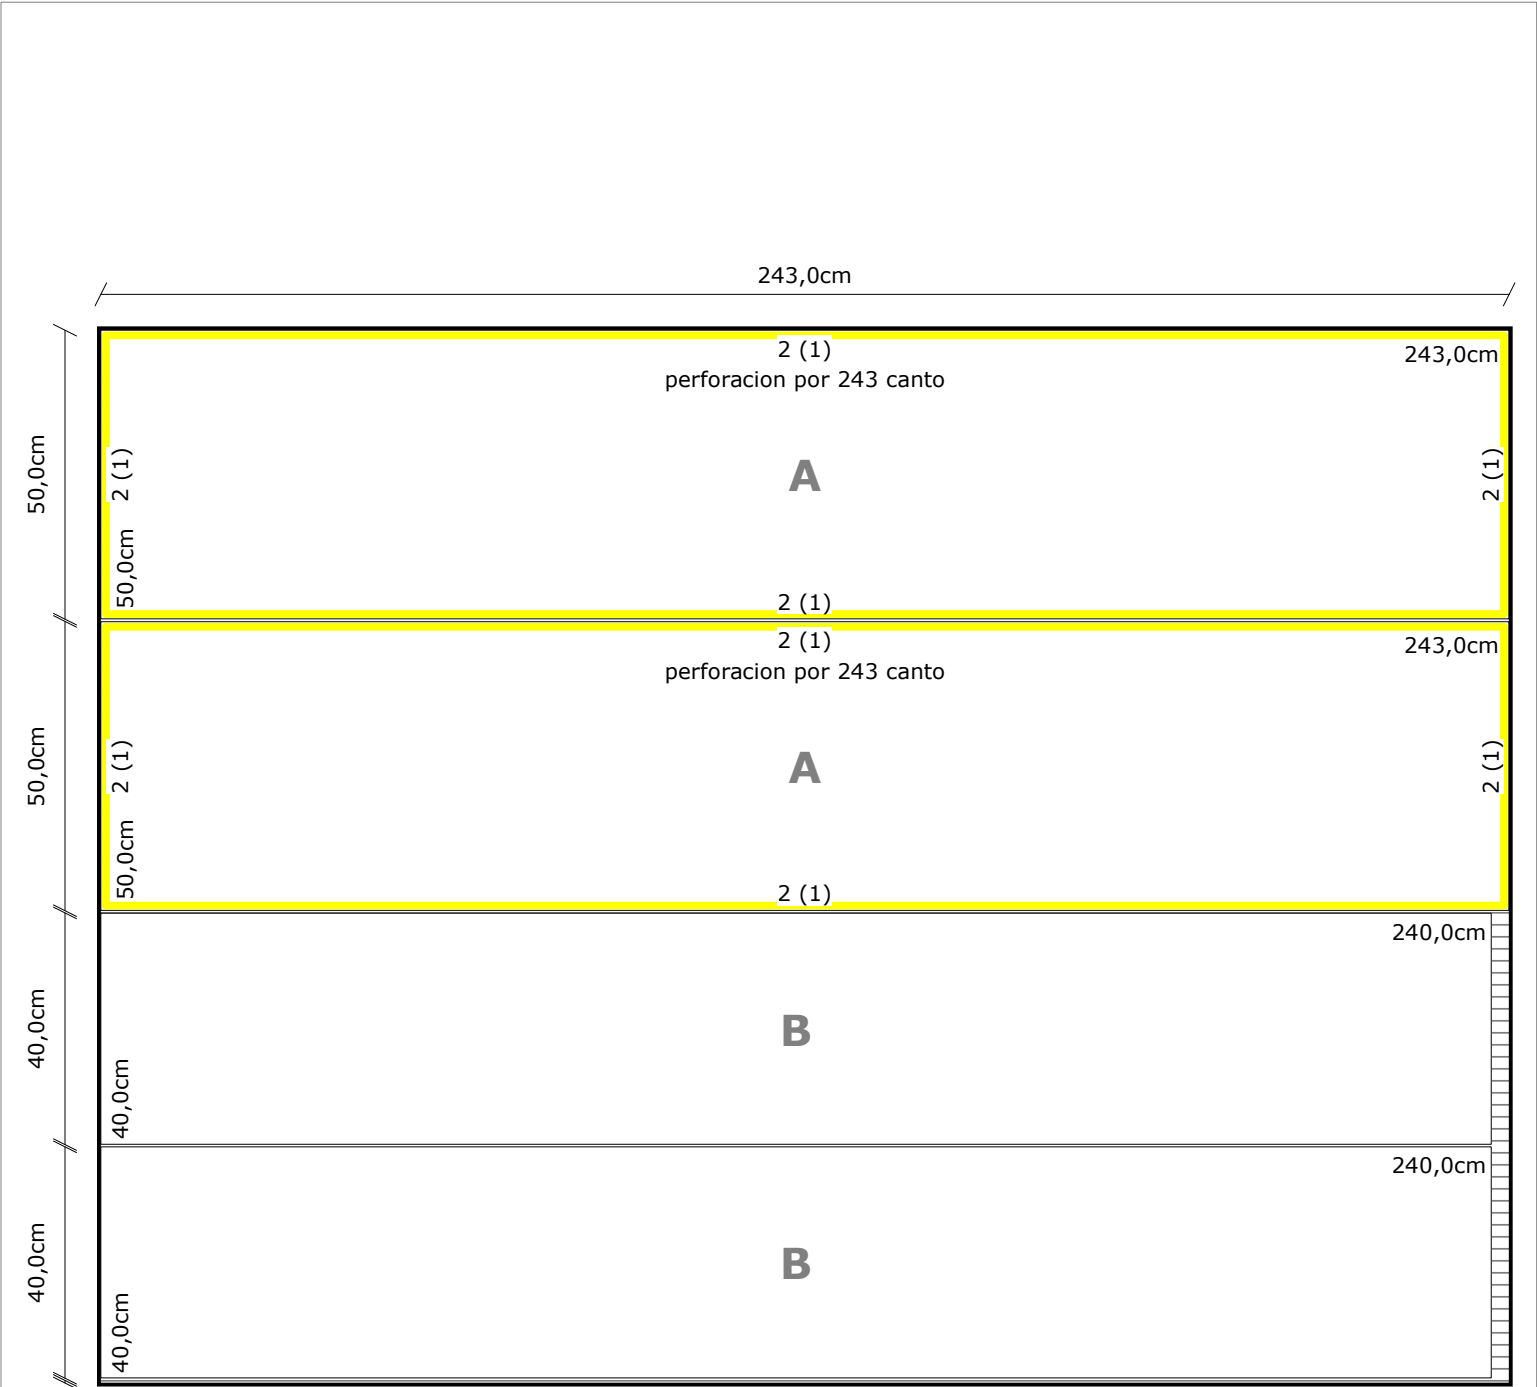 243,0cm
2 (1)
243,0cm
perforacion por 243 canto
50,0cm
2 (1)
A
2 (1)
50,0cm
2 (1)
2 (1)
243,0cm
perforacion por 243 canto
50,0cm
2 (1)
A
2 (1)
50,0cm
2 (1)
240,0cm
40,0cm
B
40,0cm
240,0cm
40,0cm
B
40,0cm